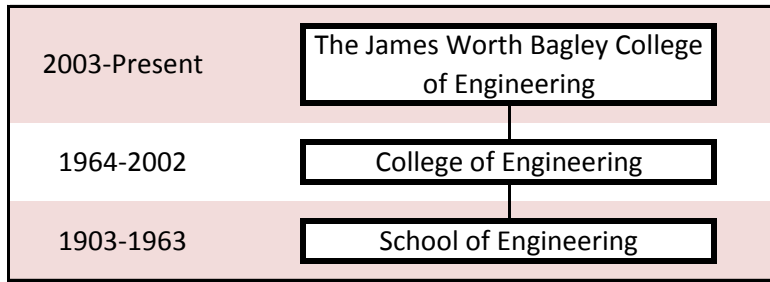 2003-Present
The James Worth Bagley College
of Engineering
1964-2002
College of Engineering
1903-1963
School of Engineering